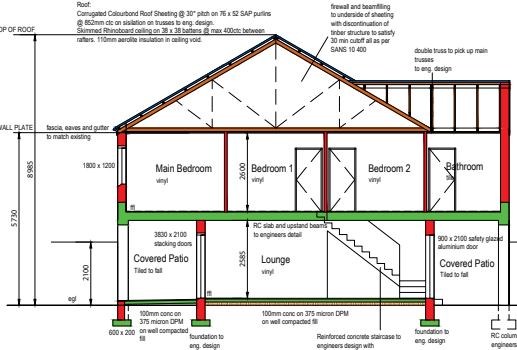 Roof:
Corrugated Colourbond Roof Sheeting @ 30° pitch on 76 x 52 SAP purlins
@ 852mm ctc on sislation on trusses to eng. design.
Skimmed Rhinoboard ceiling on 38 x 38 battens @ max 400ctc between
rafters. 110mm aerolite insulation in ceiling void.
firewall and beamfilling
to underside of sheeting
with discontinuation of
timber structure to satisfy
30 min cutoff all as per
SANS 10 400
TOP OF ROOF
double truss to pick up main
trusses
to eng. design
WALL PLATE
fascia, eaves and gutter
to match existing
8985
1800 x 1200
Main Bedroom
vinyl
2600
Bedroom 1
vinyl
Bedroom 2
vinyl
Bathroom
tile
ffl
5730
3830 x 2100
stacking doors
RC slab and upstand beams
to engineers detail
900 x 2100 safety glazed
aluminium door
2100
Covered Patio
Tiled to fall
2585
Lounge
vinyl
Covered Patio
Tiled to fall
egl
ffl
100mm conc on
375 micron DPM
on well compacted
fill
100mm conc on 375 micron DPM
on well compacted
fill
600 x 200
foundation to
eng. design
Reinforced concrete staircase to
engineers design with
foundation to
eng. design
RC colum
engineers